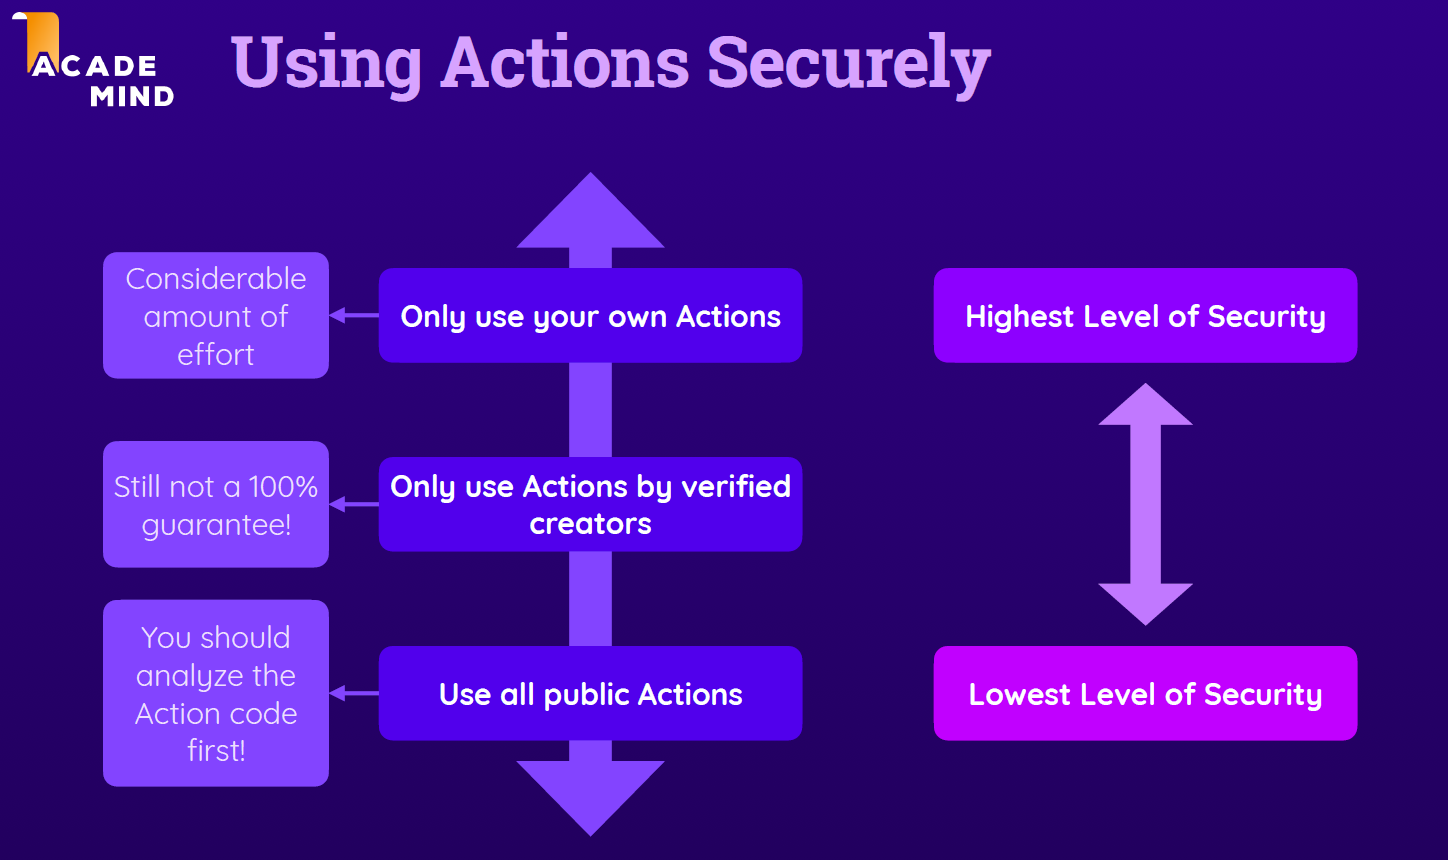 ACADE
MIND
Using Actions Securely
Considerable
amount of
effort
Only use your own Actions
Highest Level of Security
Still not a 100%
guarantee!
Only use Actions by verified
creators
You should
analyze the
Action code
first!
Use all public Actions
Lowest Level of Security